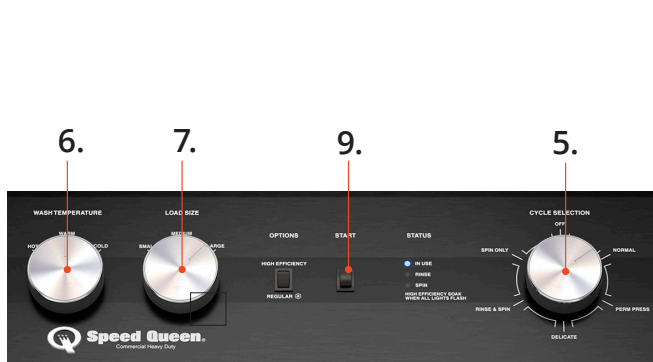 6.
7.
9.
5.
WASH TEMPERATURE
WARM
HOT
COLD
LOAD SIZE
MEDIUM
SMAL
ARGE
OPTIONS
HIGH EFFICIENCY
REGULAR
START
STATUS
IN USE
RINSE
SPIN
HIGH EFFICIENCY SOAK
WHEN ALL LIGHTS FLASH
CYCLE SELECTION
OFF
SPIN ONLY
NORMAL
RINSE & SPIN
PERM PRESS
DELICATE
Speed Queen®
Commercial Heavy Duty